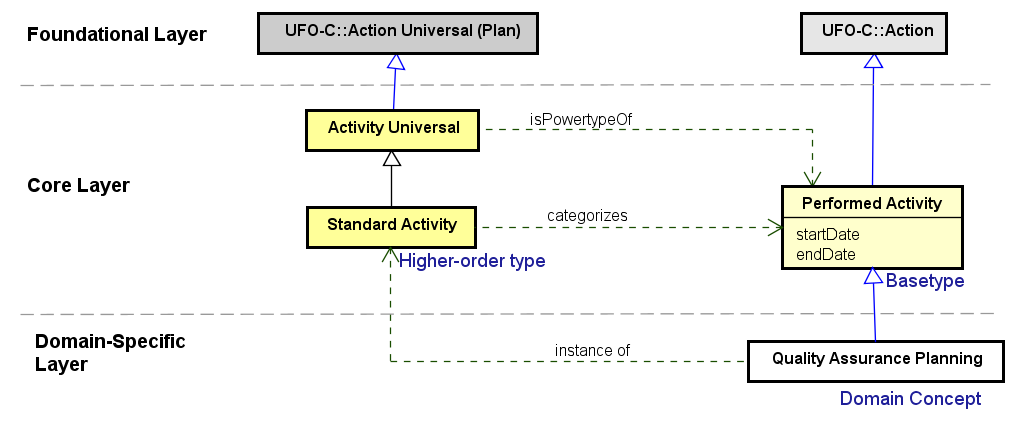 Foundational Layer
UFO-C::Action Universal (Plan)
UFO-C::Action
Activity Universal
isPowertypeOf
Core Layer
Performed Activity
Standard Activity
categorizes
startDate
endDate
Higher-order type
Basetype
Domain-Specific
Layer
instance of
Quality Assurance Planning
Domain Concept